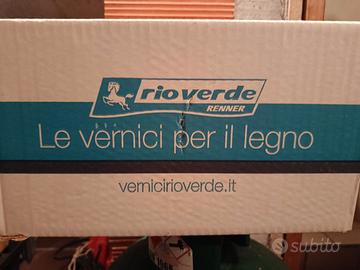 rioverde
RENNER
Le vernici per il legno
vernicirioverde.it
subito